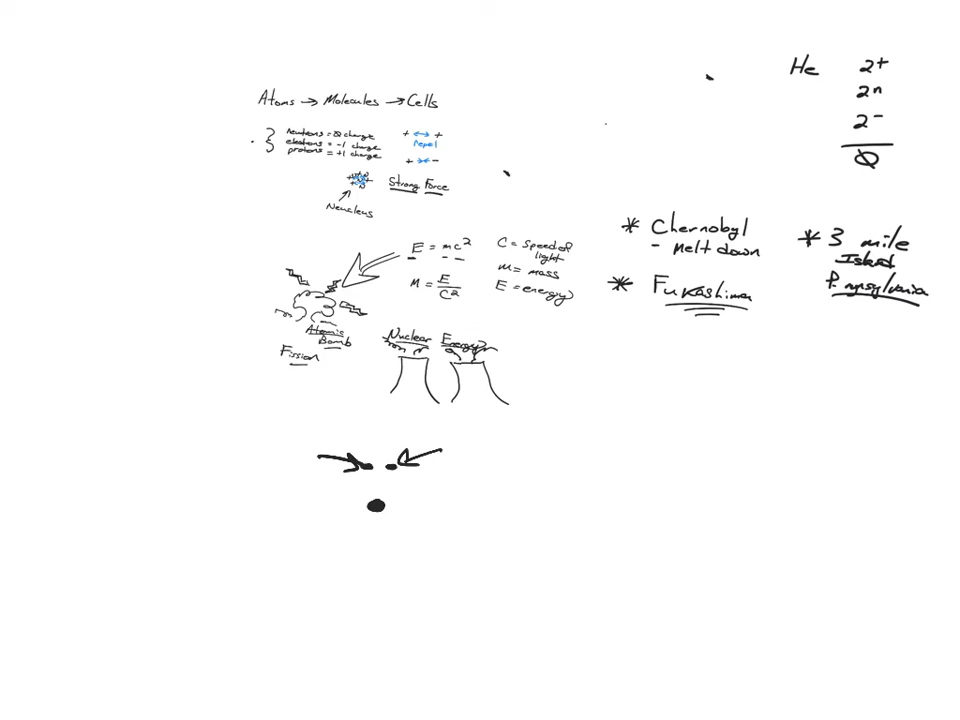 Atoms → Molecules → Cells
neutrons = 0 charge
electrons = -1 charge
protons = +1 charge
+ ↔ +
repel
+ →← -
Strong Force
Neucleus
E = mc²
M = E/C²
C = speed of
light
m = mass
E = energy
Atomic
Bomb
Fission
Nuclear Energy
He 2+
2n
2-
0
* Chernobyl
- Melt down
* Fukashima
* 3 mile
Island
P. nnsylvania